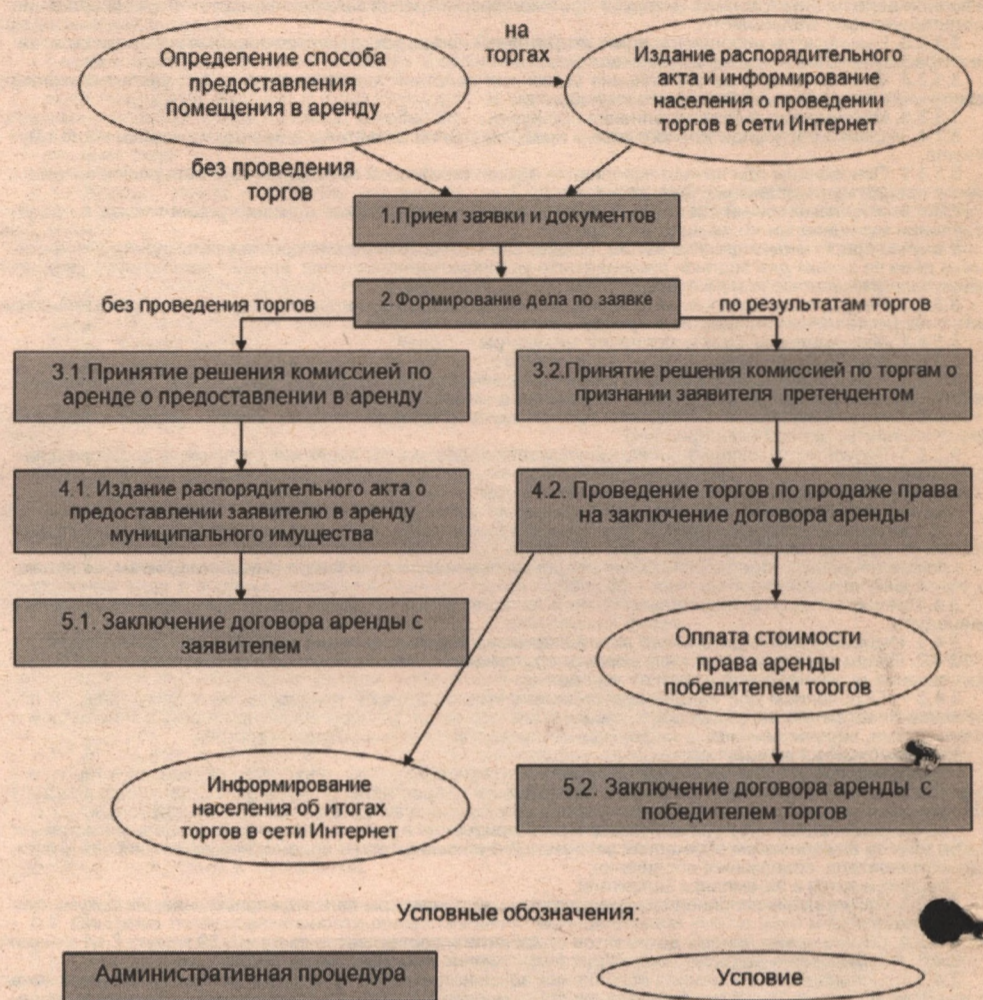 Определение способа
предоставления
помещения в аренду
на
торгах
Издание распорядительного
акта и информирование
населения о проведении
торгов в сети Интернет
без проведения
торгов
1.Прием заявки и документов
2.Формирование дела по заявке
без проведения торгов
по результатам торгов
3.1.Принятие решения комиссией по
аренде о предоставлении в аренду
3.2.Принятие решения комиссией по торгам о
признании заявителя претендентом
4.1. Издание распорядительного акта о
предоставлении заявителю в аренду
муниципального имущества
4.2. Проведение торгов по продаже права
на заключение договора аренды
5.1. Заключение договора аренды с
заявителем
Оплата стоимости
права аренды
победителем торгов
Информирование
населения об итогах
торгов в сети Интернет
5.2. Заключение договора аренды с
победителем торгов
Условные обозначения:
Административная процедура
Условие